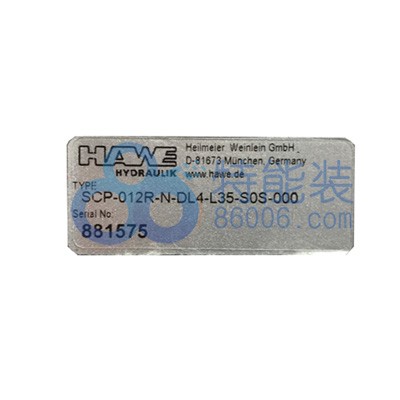 HAWE
HYDRAULIK
Heilmeier Weinlein GmbH
D-81673 München, Germany
www.hawe.de
TYPE
SCP-012R-N-DL4-L35-S0S-000
Serial No:
881575
特能装
86006.com